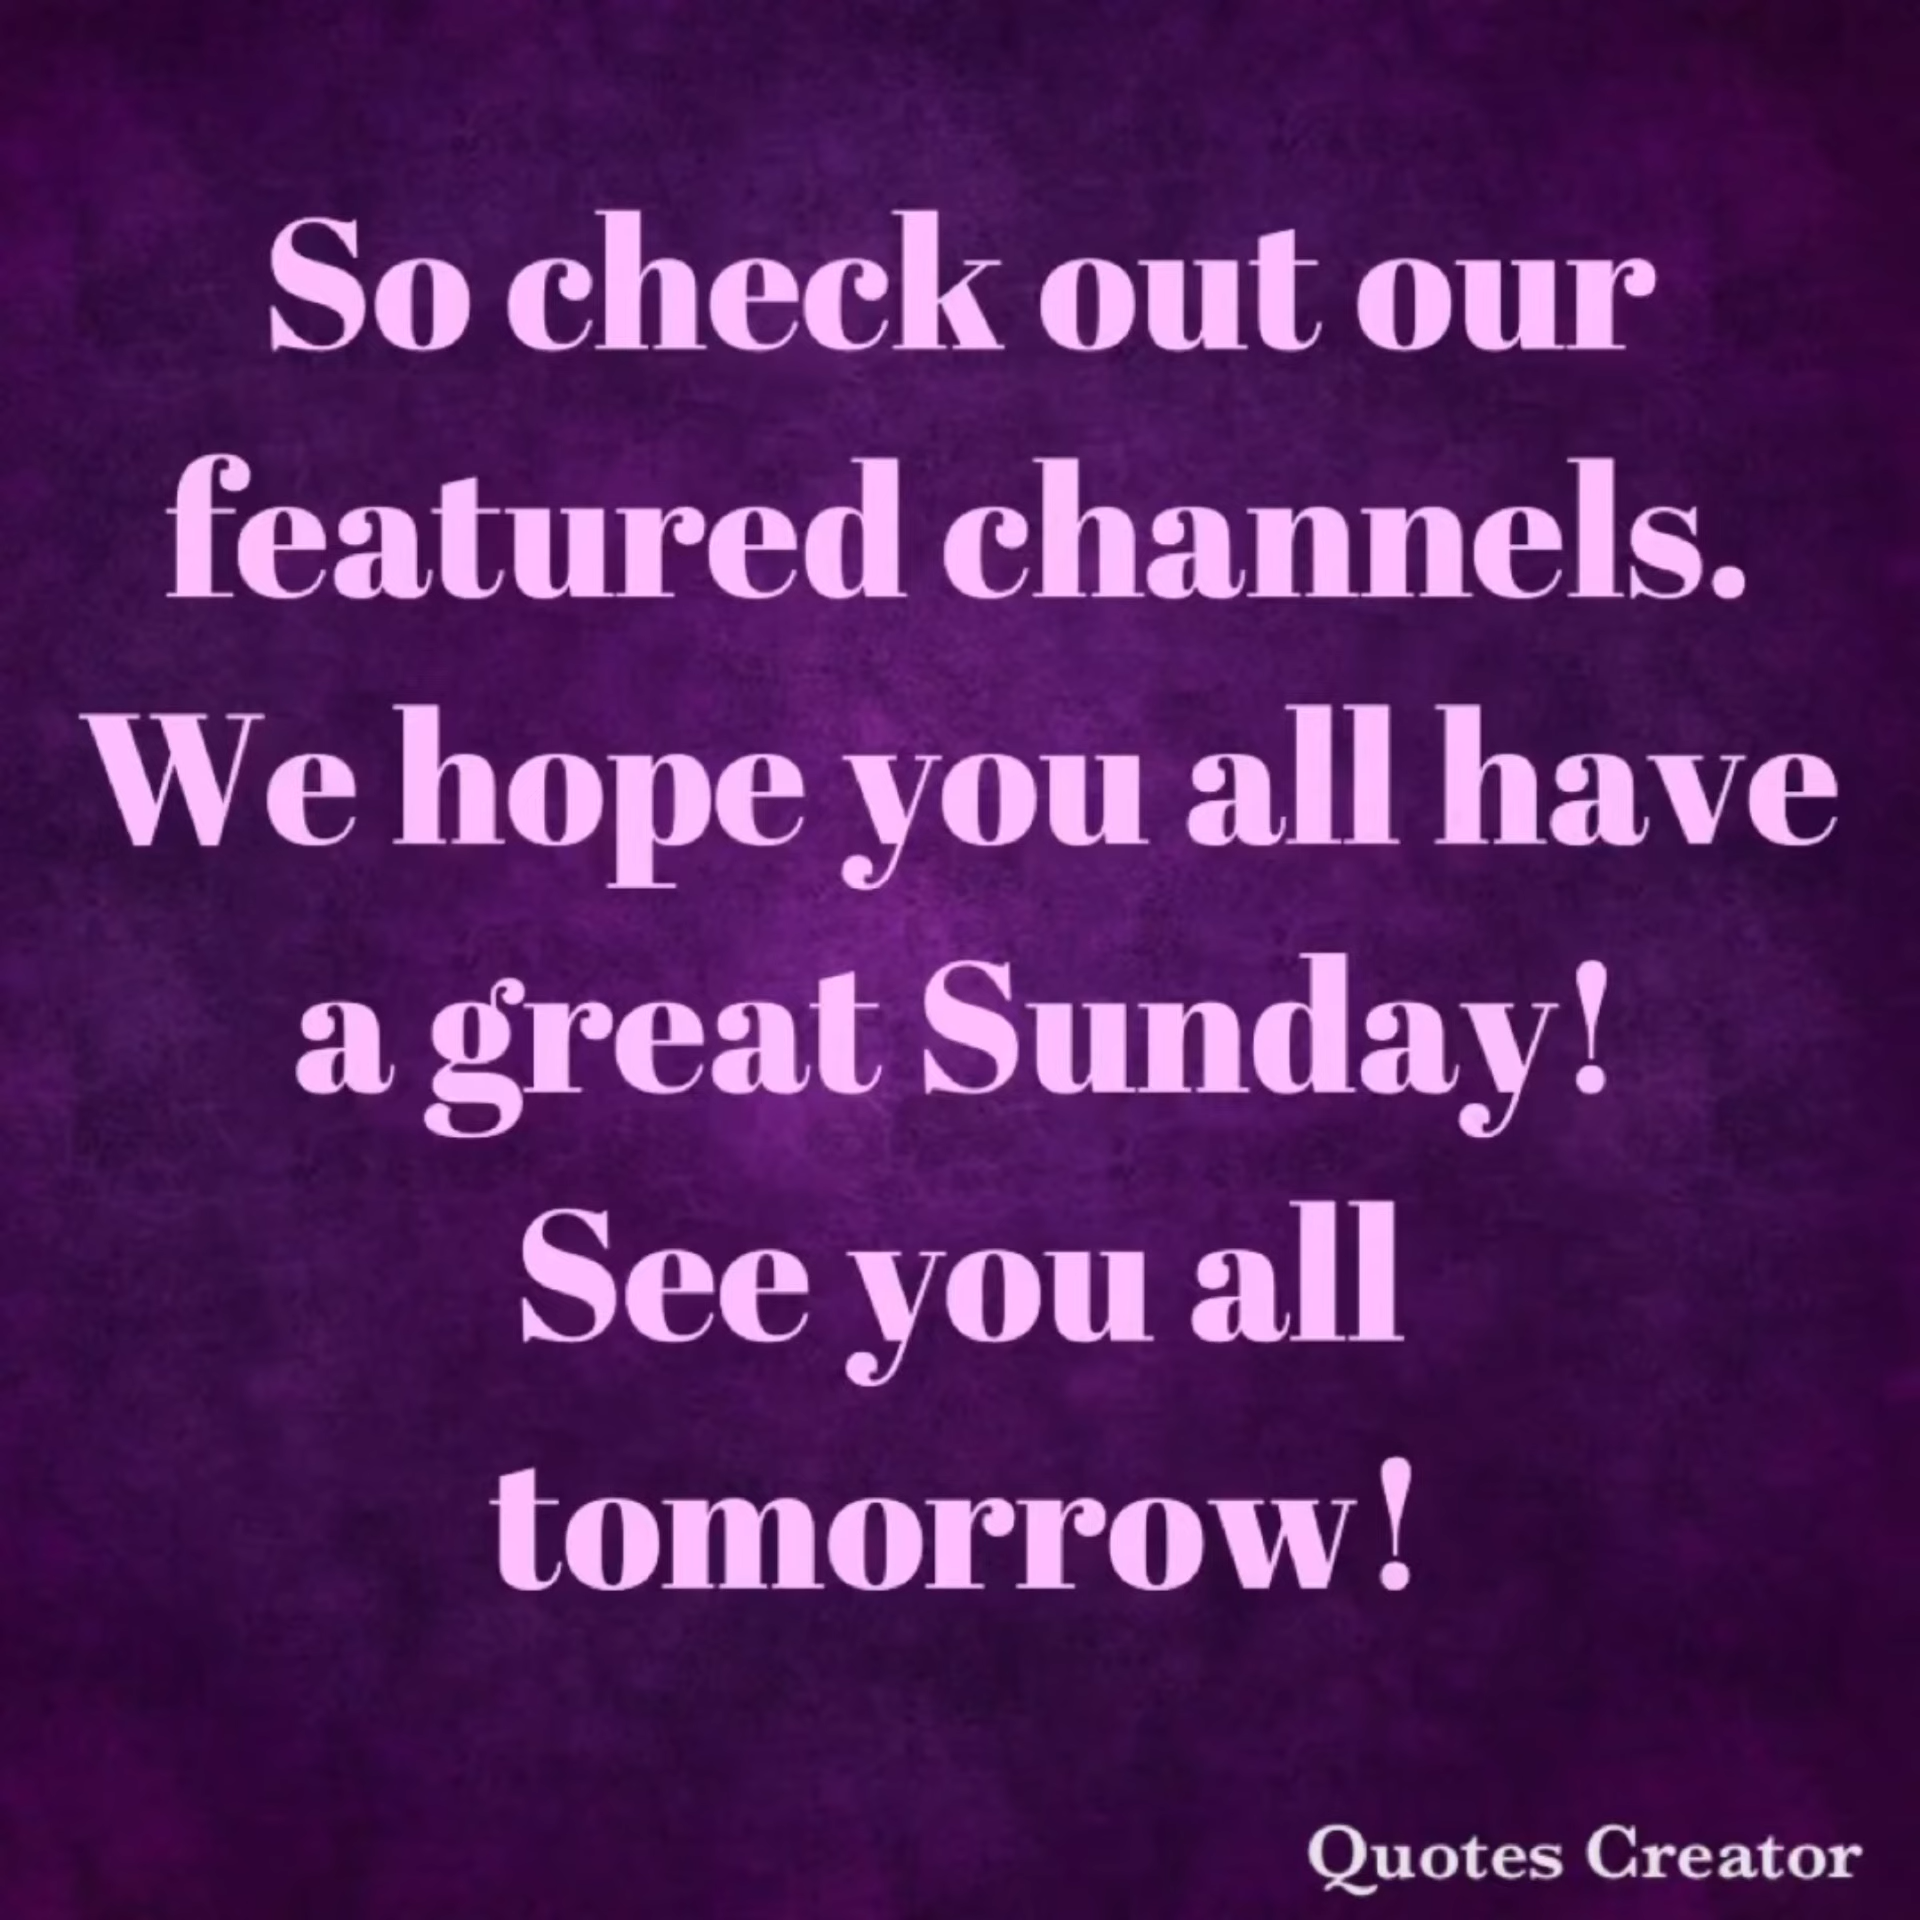 So check out our
featured channels.
We hope you all have
a great Sunday!
See you all
tomorrow!
Quotes Creator